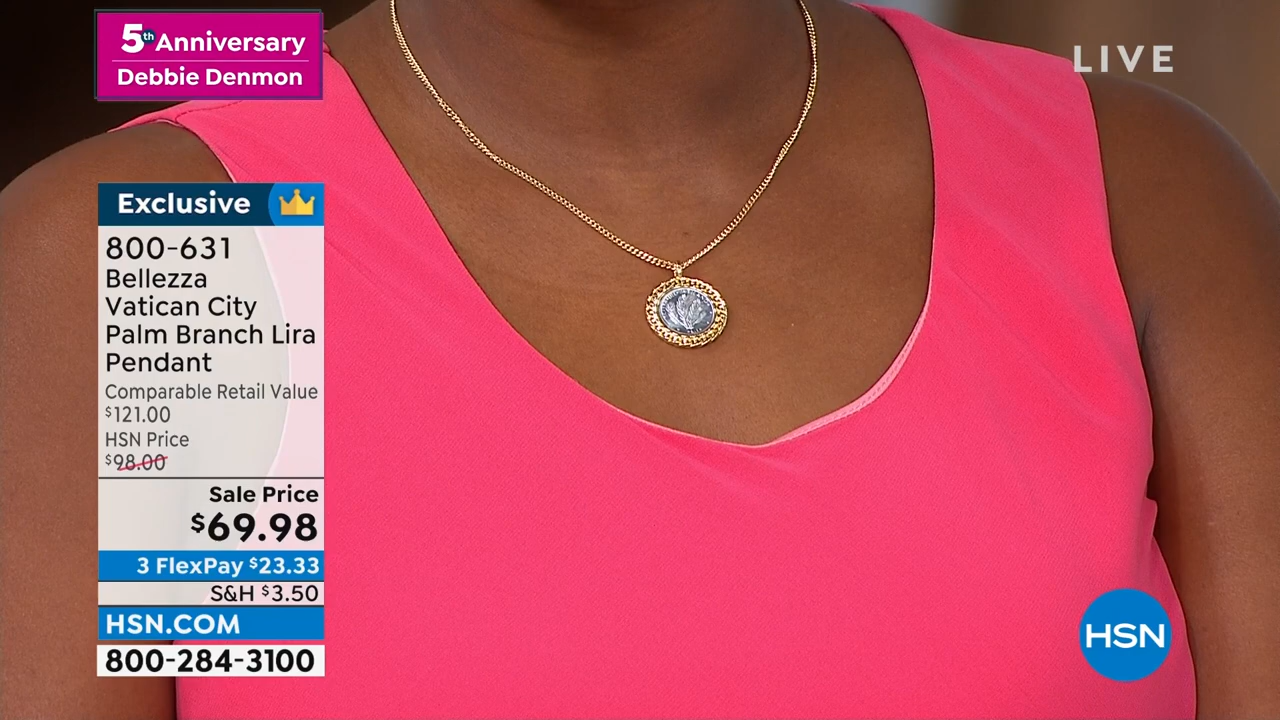 5th Anniversary
Debbie Denmon
LIVE
Exclusive
800-631
Bellezza
Vatican City
Palm Branch Lira
Pendant
Comparable Retail Value
$121.00
HSN Price
$98.00
Sale Price
$69.98
3 FlexPay $23.33
S&H $3.50
HSN.COM
800-284-3100
HSN